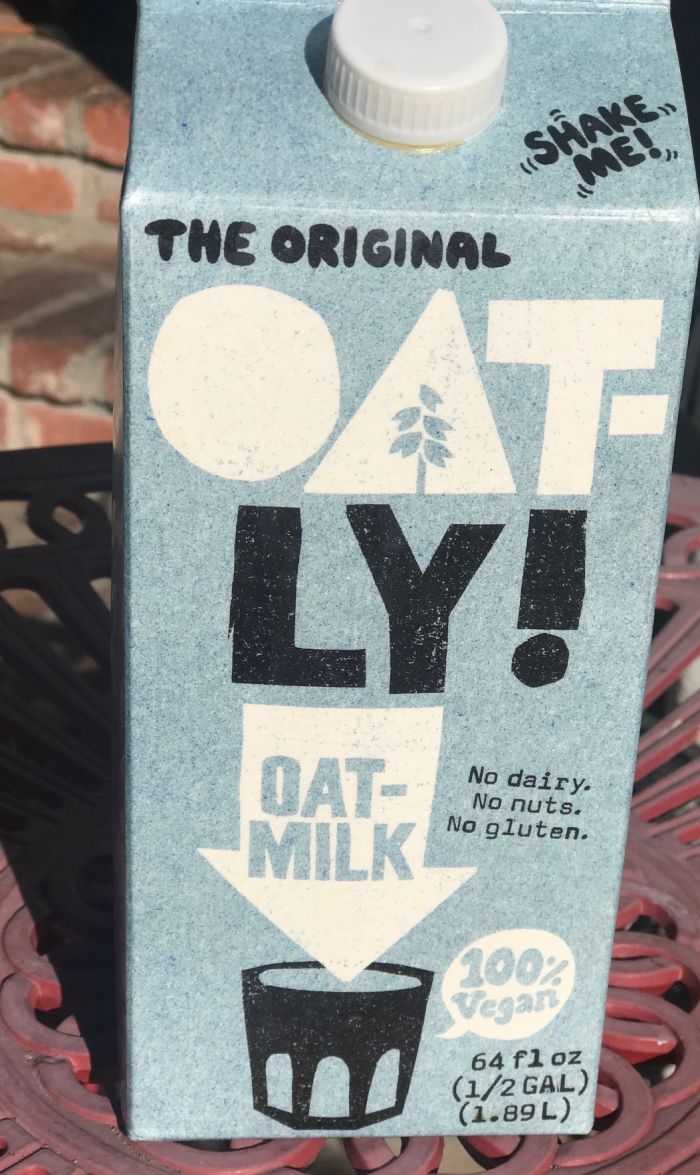 SHAKE
ME!
THE ORIGINAL
OAT-
LY!
OAT-
MILK
No dairy.
No nuts.
No gluten.
100%
Vegan
64 fl oz
(1/2 GAL)
(1.89 L)